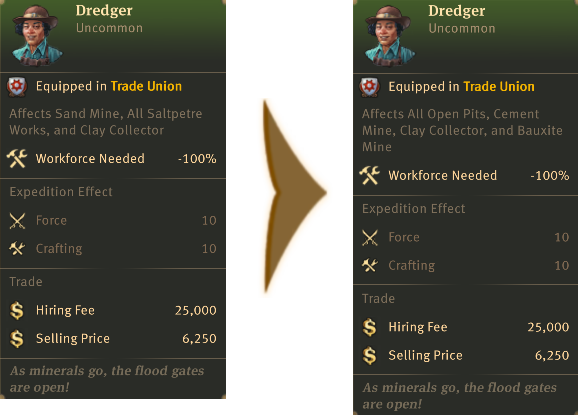 Dredger
Uncommon
Equipped in Trade Union
Affects Sand Mine, All Saltpetre
Works, and Clay Collector
Workforce Needed -100%
Expedition Effect
Force 10
Crafting 10
Trade
Hiring Fee 25,000
Selling Price 6,250
As minerals go, the flood gates
are open!
Dredger
Uncommon
Equipped in Trade Union
Affects All Open Pits, Cement
Mine, Clay Collector, and Bauxite
Mine
Workforce Needed -100%
Expedition Effect
Force 10
Crafting 10
Trade
Hiring Fee 25,000
Selling Price 6,250
As minerals go, the flood gates
are open!